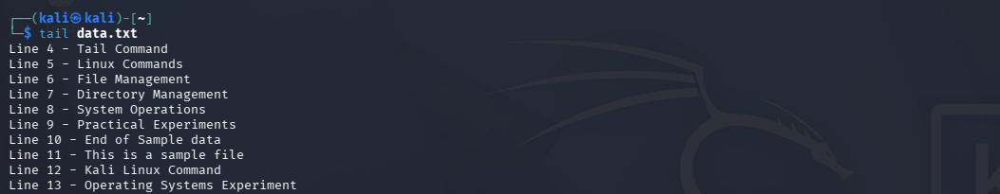 ┌──(kali㉿kali)-[~]
└─$ tail data.txt
Line 4 - Tail Command
Line 5 - Linux Commands
Line 6 - File Management
Line 7 - Directory Management
Line 8 - System Operations
Line 9 - Practical Experiments
Line 10 - End of Sample data
Line 11 - This is a sample file
Line 12 - Kali Linux Command
Line 13 - Operating Systems Experiment